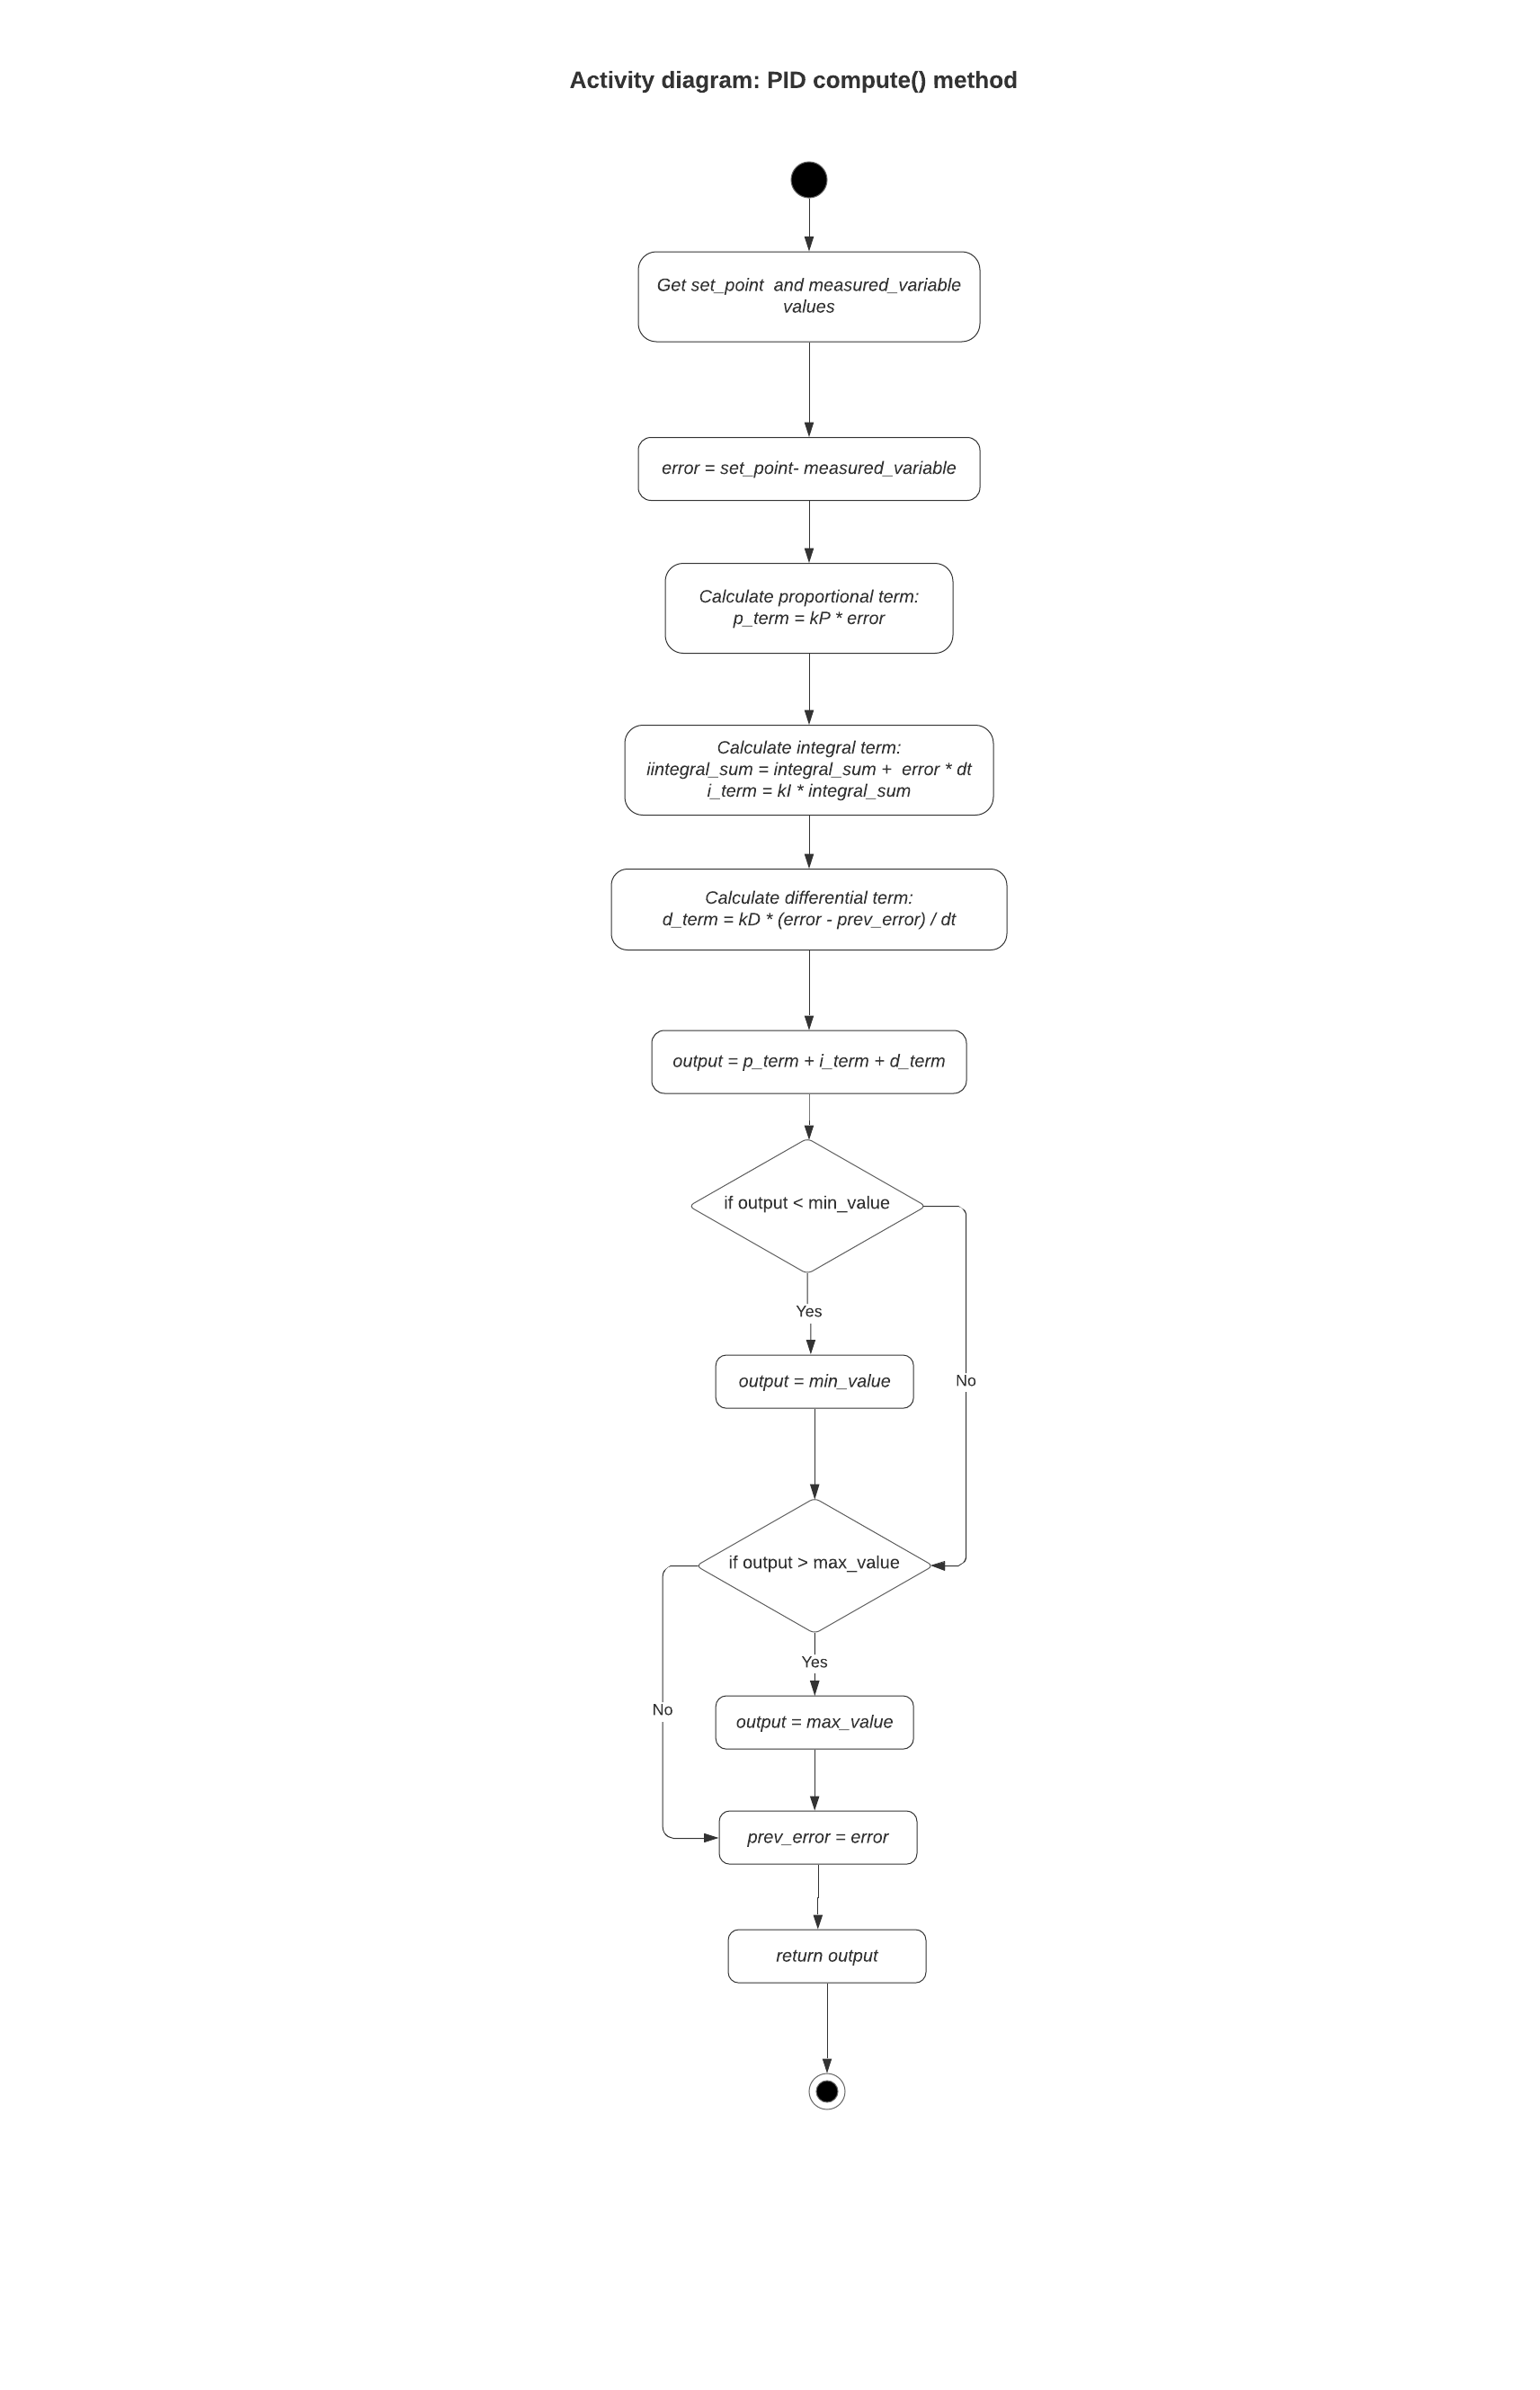 Activity diagram: PID compute() method
Get set_point  and measured_variable
values
error = set_point- measured_variable
Calculate proportional term:
p_term = kP * error
Calculate integral term:
iintegral_sum = integral_sum +  error * dt
i_term = kI * integral_sum
Calculate differential term:
d_term = kD * (error - prev_error) / dt
output = p_term + i_term + d_term
if output < min_value
Yes
output = min_value
No
if output > max_value
Yes
No
output = max_value
prev_error = error
return output